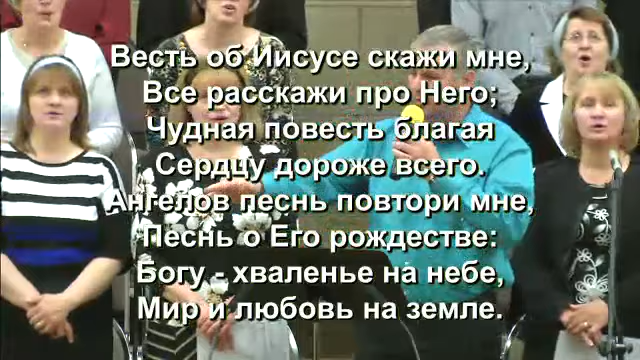 Весть об Иисусе скажи мне,
Все расскажи про Него;
Чудная повесть благая
Сердцу дороже всего.
Ангелов песнь повтори мне,
Песнь о Его рождестве:
Богу - хваленье на небе,
Мир и любовь на земле.